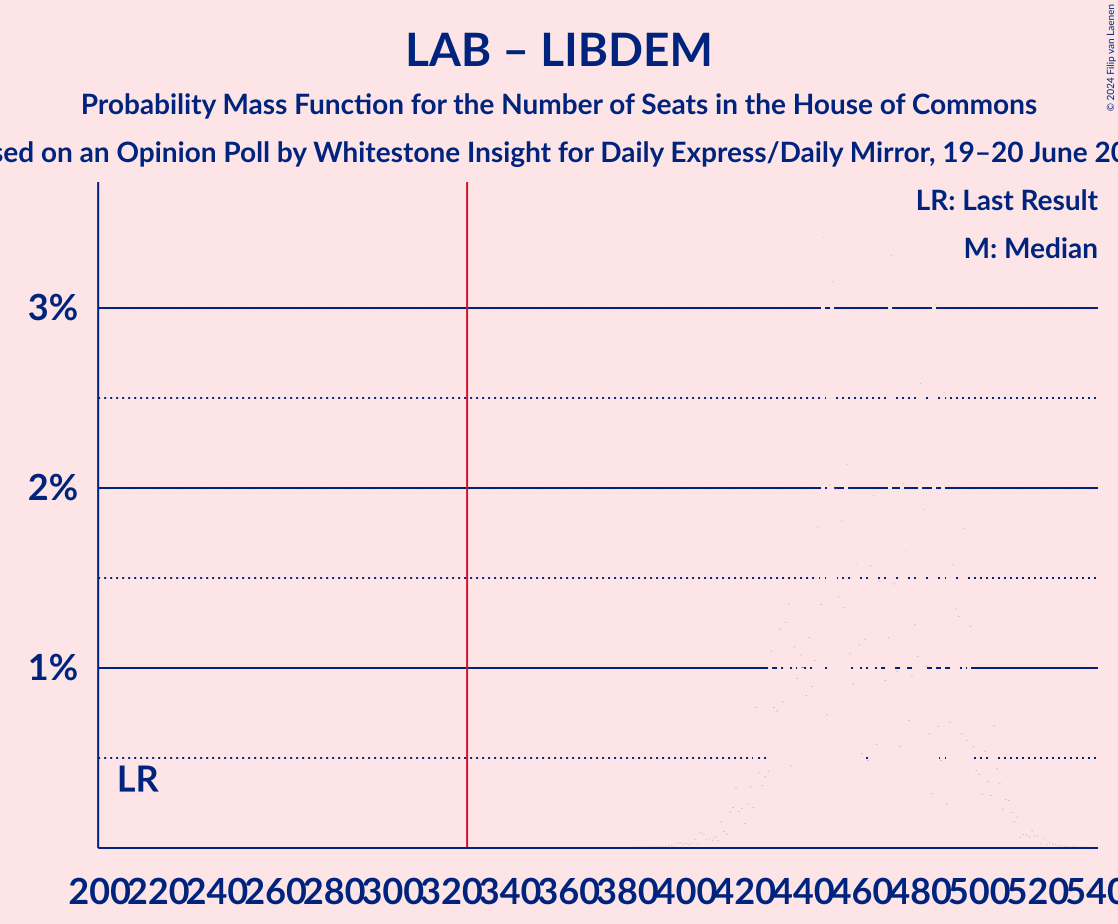 LAB – LIBDEM
Probability Mass Function for the Number of Seats in the House of Commons
sed on an Opinion Poll by Whitestone Insight for Daily Express/Daily Mirror, 19–20 June 20
© 2024 Filip van Laenen
LR: Last Result
M: Median
3%
2%
1%
LR
200 220 240 260 280 300 320 340 360 380 400 420 440 460 480 500 520 540